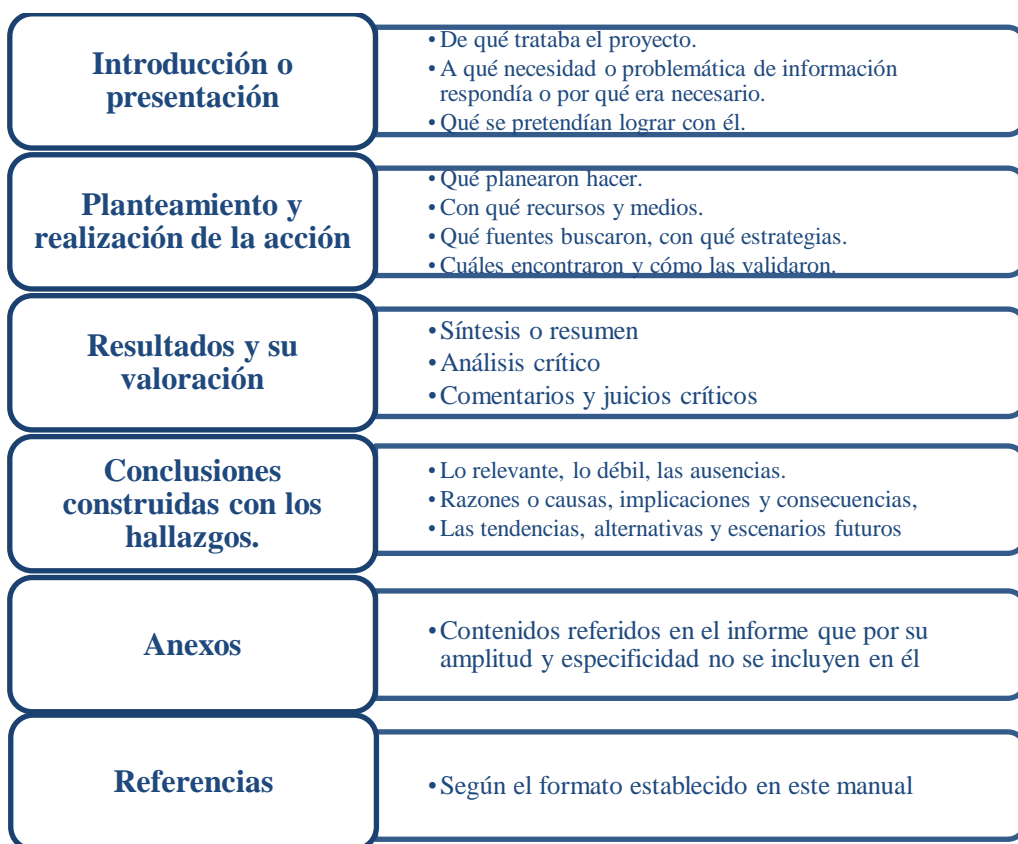 Introducción o
presentación
• De qué trataba el proyecto.
• A qué necesidad o problemática de información
respondía o por qué era necesario.
• Qué se pretendían lograr con él.
Planteamiento y
realización de la acción
• Qué planearon hacer.
• Con qué recursos y medios.
• Qué fuentes buscaron, con qué estrategias.
• Cuáles encontraron y cómo las validaron.
Resultados y su
valoración
• Síntesis o resumen
• Análisis crítico
• Comentarios y juicios críticos
Conclusiones
construidas con los
hallazgos.
• Lo relevante, lo débil, las ausencias.
• Razones o causas, implicaciones y consecuencias,
• Las tendencias, alternativas y escenarios futuros
Anexos
• Contenidos referidos en el informe que por su
amplitud y especificidad no se incluyen en él
Referencias
• Según el formato establecido en este manual